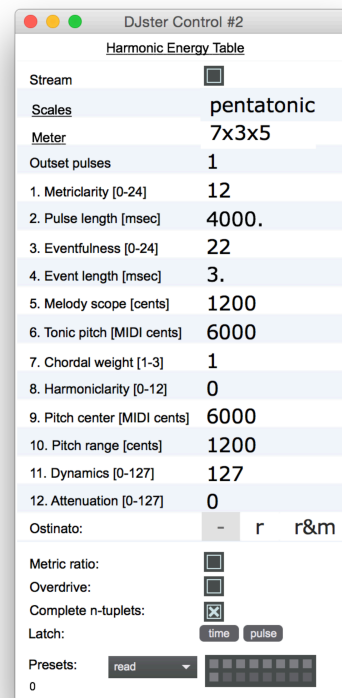 DJster Control #2
Harmonic Energy Table
Stream
Scales pentatonic
Meter 7x3x5
Outset pulses 1
1. Metriclarity [0-24] 12
2. Pulse length [msec] 4000.
3. Eventfulness [0-24] 22
4. Event length [msec] 3.
5. Melody scope [cents] 1200
6. Tonic pitch [MIDI cents] 6000
7. Chordal weight [1-3] 1
8. Harmoniclarity [0-12] 0
9. Pitch center [MIDI cents] 6000
10. Pitch range [cents] 1200
11. Dynamics [0-127] 127
12. Attenuation [0-127] 0
Ostinato: - r r&m
Metric ratio:
Overdrive:
Complete n-tuplets:
Latch: time pulse
Presets: read
0